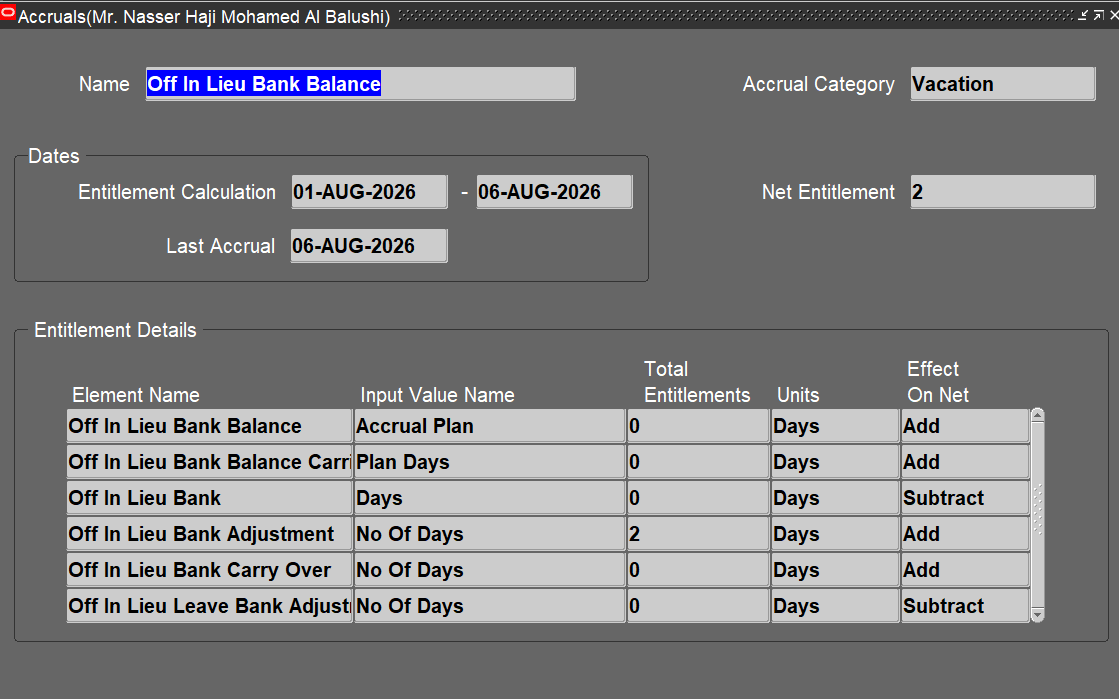 Accruals(Mr. Nasser Haji Mohamed Al Balushi)
Name Off In Lieu Bank Balance Accrual Category Vacation
Dates
Entitlement Calculation 01-AUG-2026 - 06-AUG-2026 Net Entitlement 2
Last Accrual 06-AUG-2026
Entitlement Details
Element Name Input Value Name Total Entitlements Units Effect On Net
Off In Lieu Bank Balance Accrual Plan 0 Days Add
Off In Lieu Bank Balance Carri Plan Days 0 Days Add
Off In Lieu Bank Days 0 Days Subtract
Off In Lieu Bank Adjustment No Of Days 2 Days Add
Off In Lieu Bank Carry Over No Of Days 0 Days Add
Off In Lieu Leave Bank Adjust No Of Days 0 Days Subtract